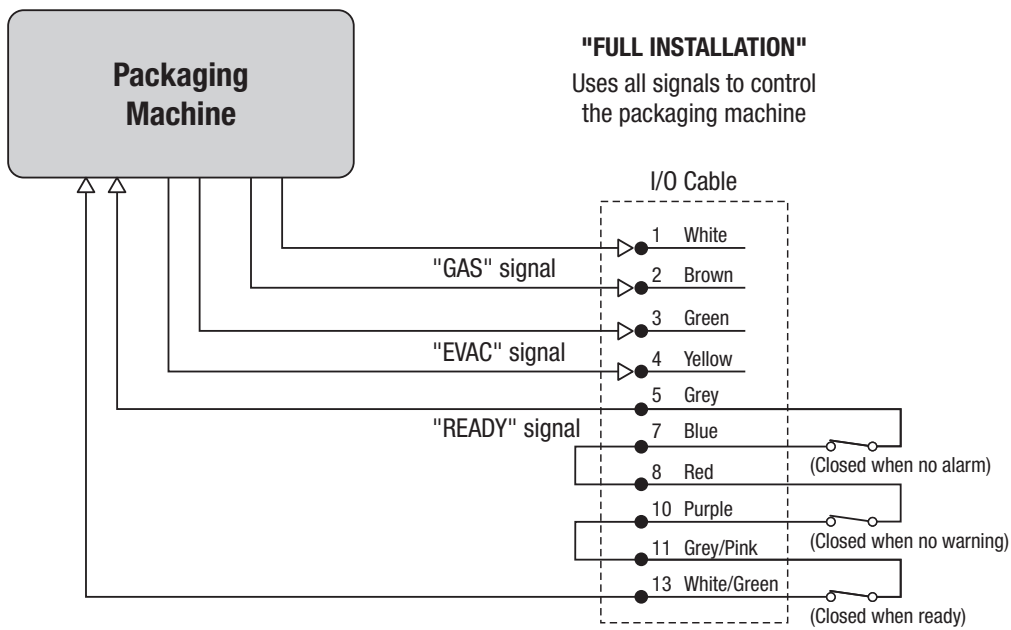 Packaging
Machine
"FULL INSTALLATION"
Uses all signals to control
the packaging machine
I/O Cable
1 White
"GAS" signal
2 Brown
3 Green
"EVAC" signal
4 Yellow
5 Grey
"READY" signal
7 Blue
(Closed when no alarm)
8 Red
10 Purple
(Closed when no warning)
11 Grey/Pink
13 White/Green
(Closed when ready)